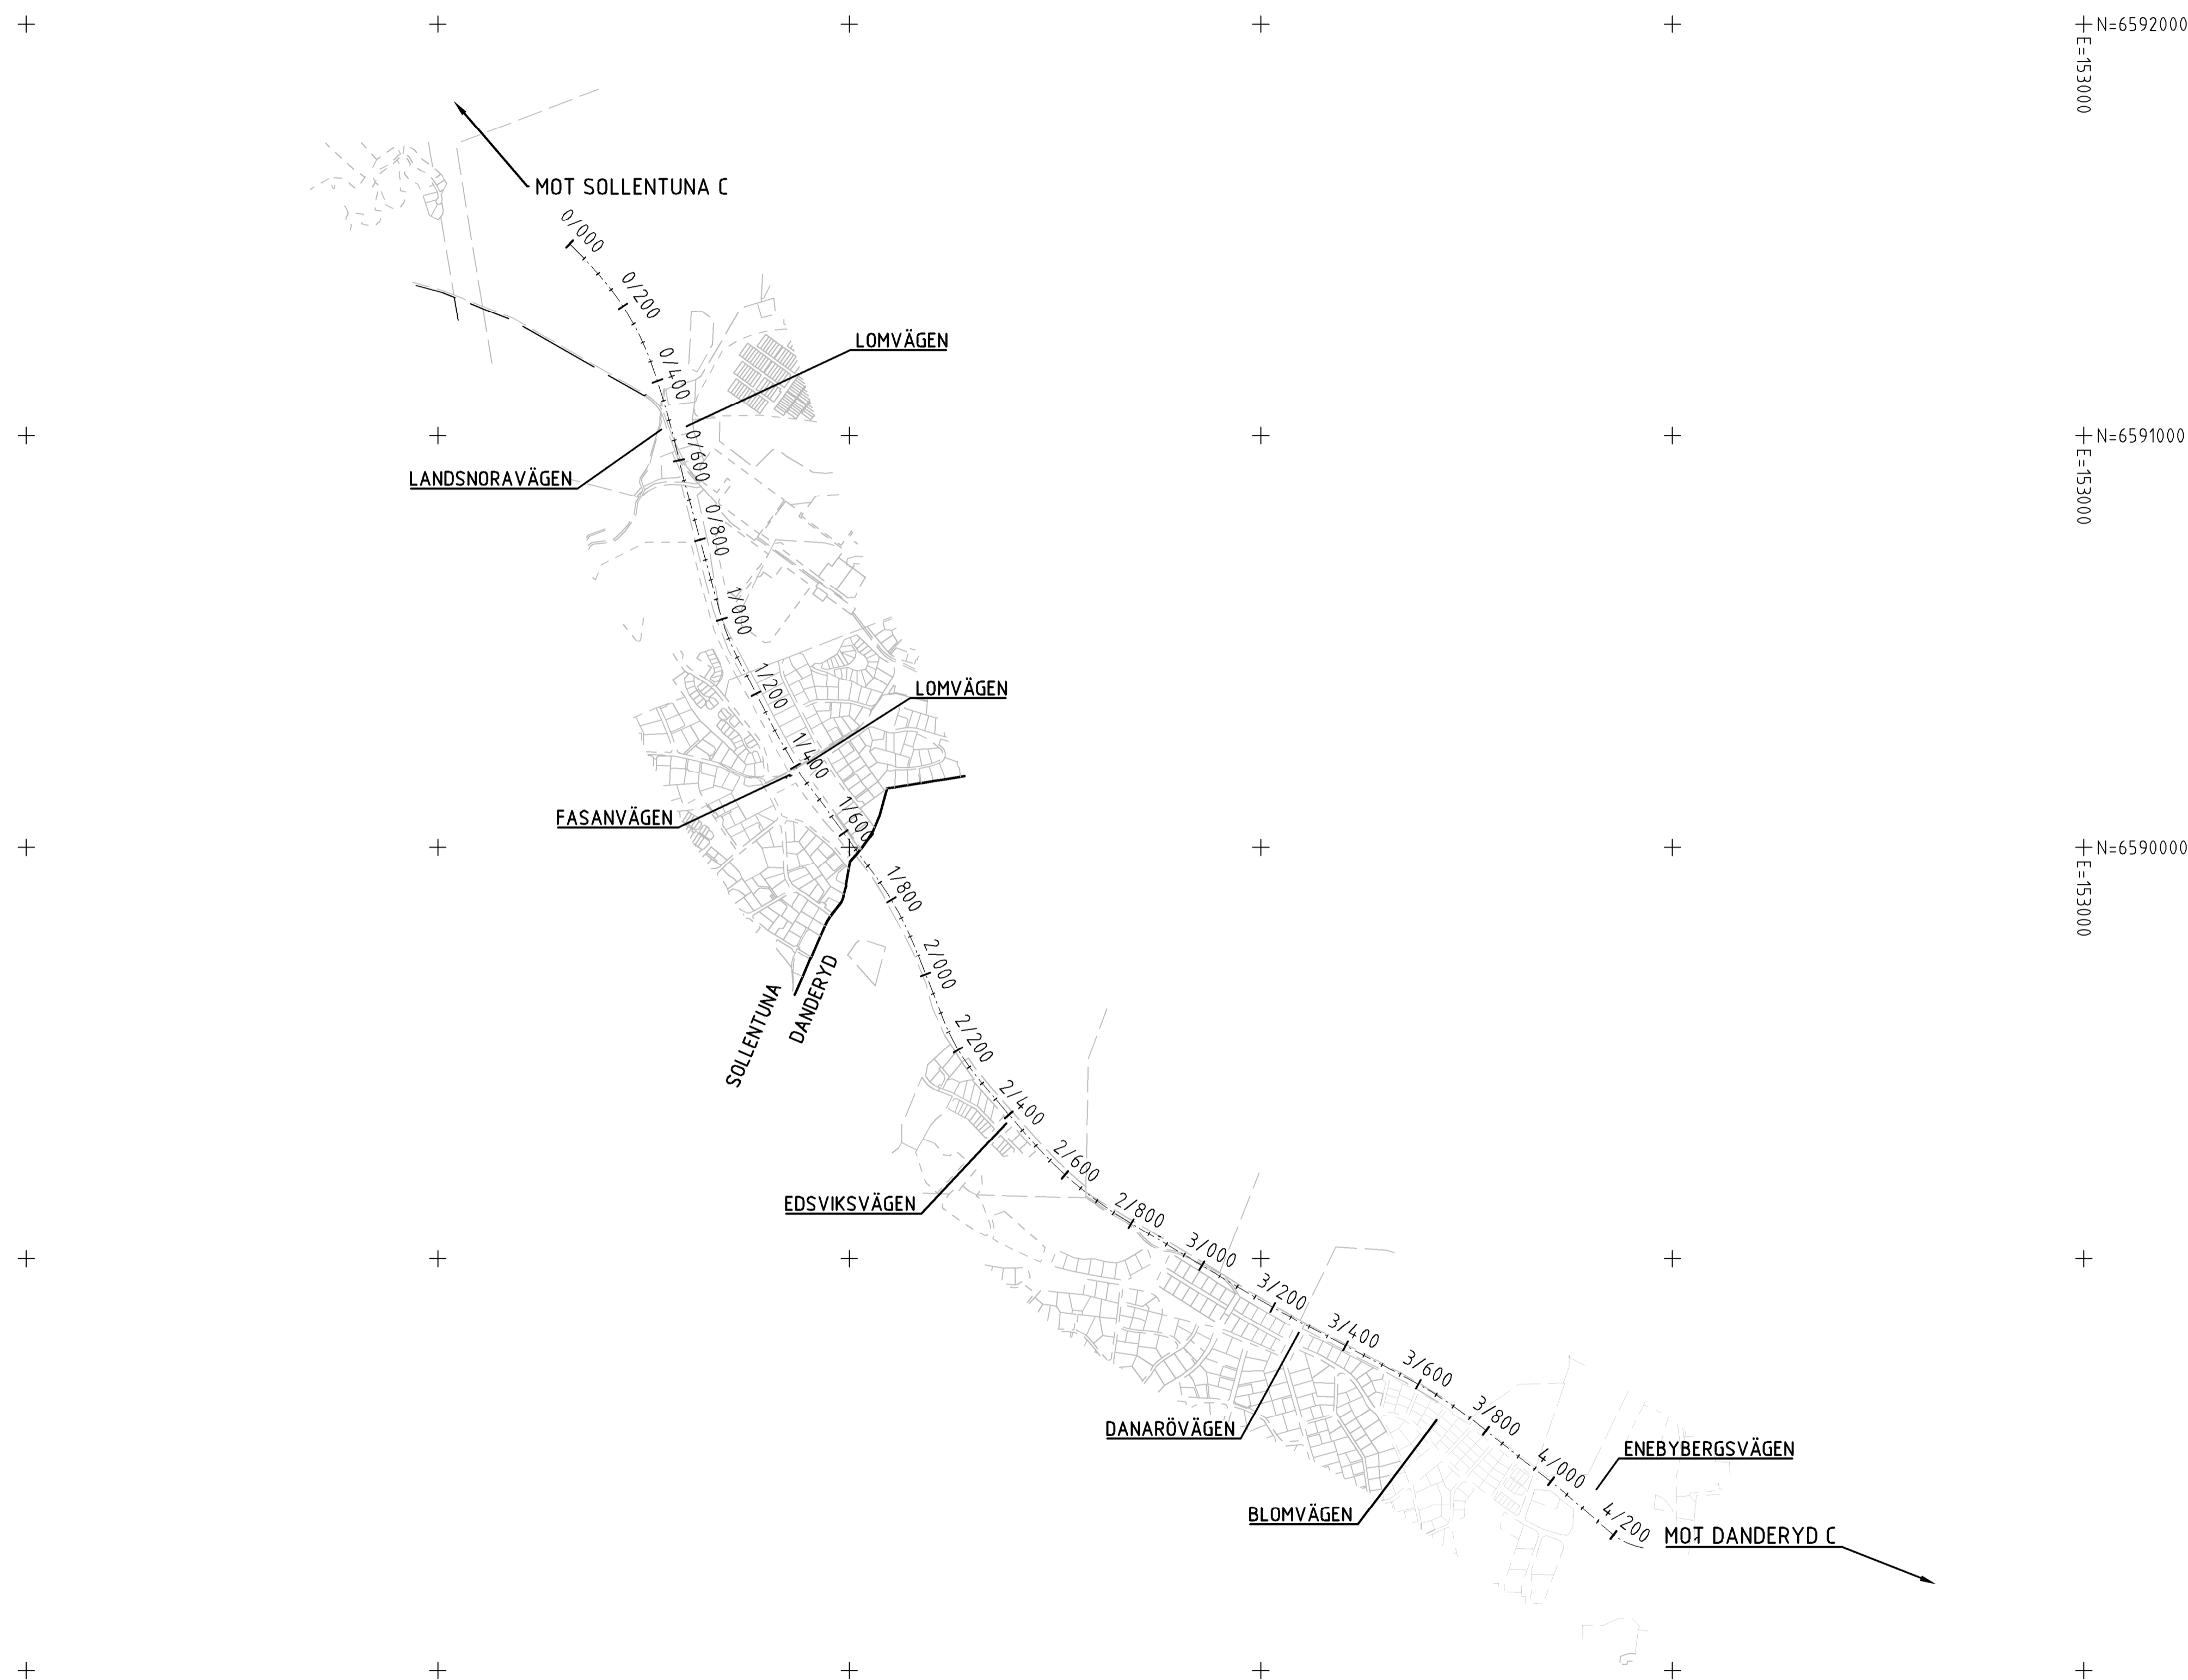 N=6592000
E=153000
MOT SOLLENTUNA C
0/000
0/200
LOMVÄGEN
0/400
N=6591000
E=153000
0/600
LANDSNORAVÄGEN
0/800
1/000
1/200
LOMVÄGEN
1/400
FASANVÄGEN
1/600
N=6590000
E=153000
1/800
2/000
SOLLENTUNA
DANDERYD
2/200
2/400
2/600
EDSVIKSVÄGEN
2/800
3/000
3/200
3/400
3/600
DANARÖVÄGEN
3/800
ENEBYBERGSVÄGEN
4/000
BLOMVÄGEN
4/200
MOT DANDERYD C